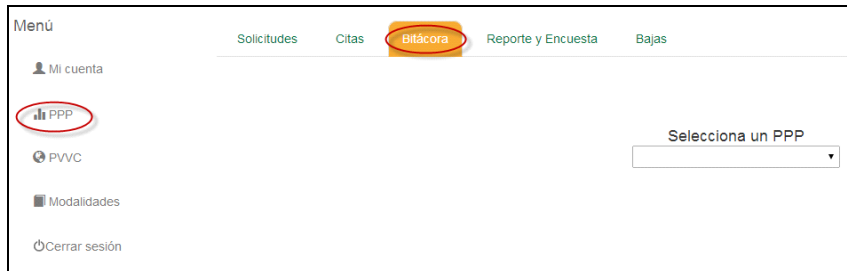 Menú
Solicitudes Citas Bitácora Reporte y Encuesta Bajas
Mi cuenta
PPP
Selecciona un PPP
PVVC
Modalidades
Cerrar sesión